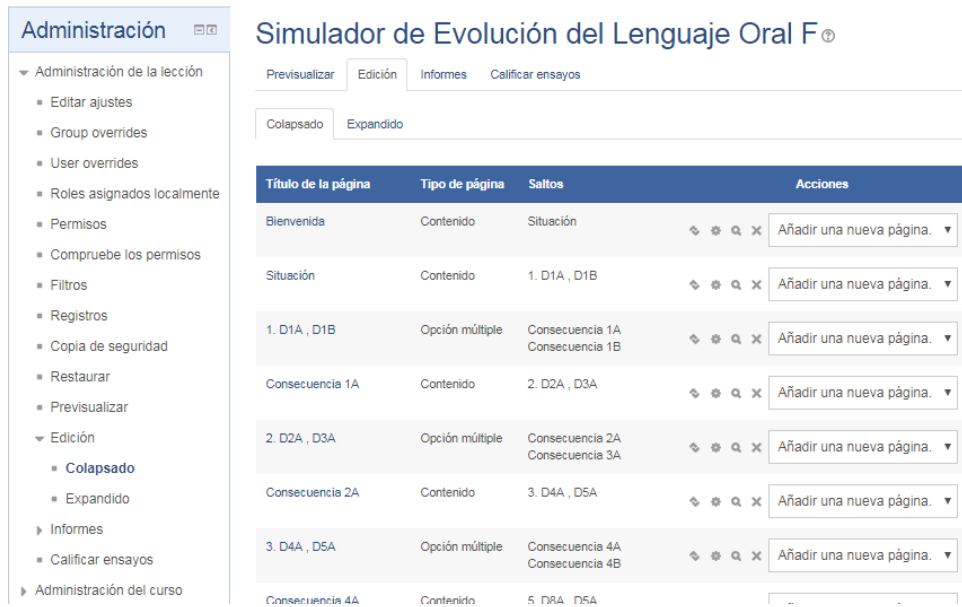 Administración
Administración de la lección
Editar ajustes
Group overrides
User overrides
Roles asignados localmente
Permisos
Compruebe los permisos
Filtros
Registros
Copia de seguridad
Restaurar
Previsualizar
Edición
Colapsado
Expandido
Informes
Calificar ensayos
Administración del curso
Simulador de Evolución del Lenguaje Oral F
Previsualizar Edición Informes Calificar ensayos
Colapsado Expandido
Título de la página Tipo de página Saltos Acciones
Bienvenida Contenido Situación Añadir una nueva página.
Situación Contenido 1. D1A , D1B Añadir una nueva página.
1. D1A , D1B Opción múltiple Consecuencia 1A Añadir una nueva página.
Consecuencia 1B
Consecuencia 1A Contenido 2. D2A , D3A Añadir una nueva página.
2. D2A , D3A Opción múltiple Consecuencia 2A Añadir una nueva página.
Consecuencia 3A
Consecuencia 2A Contenido 3. D4A , D5A Añadir una nueva página.
3. D4A , D5A Opción múltiple Consecuencia 4A Añadir una nueva página.
Consecuencia 4B
Consecuencia 4A Contenido 5. D8A , D5A